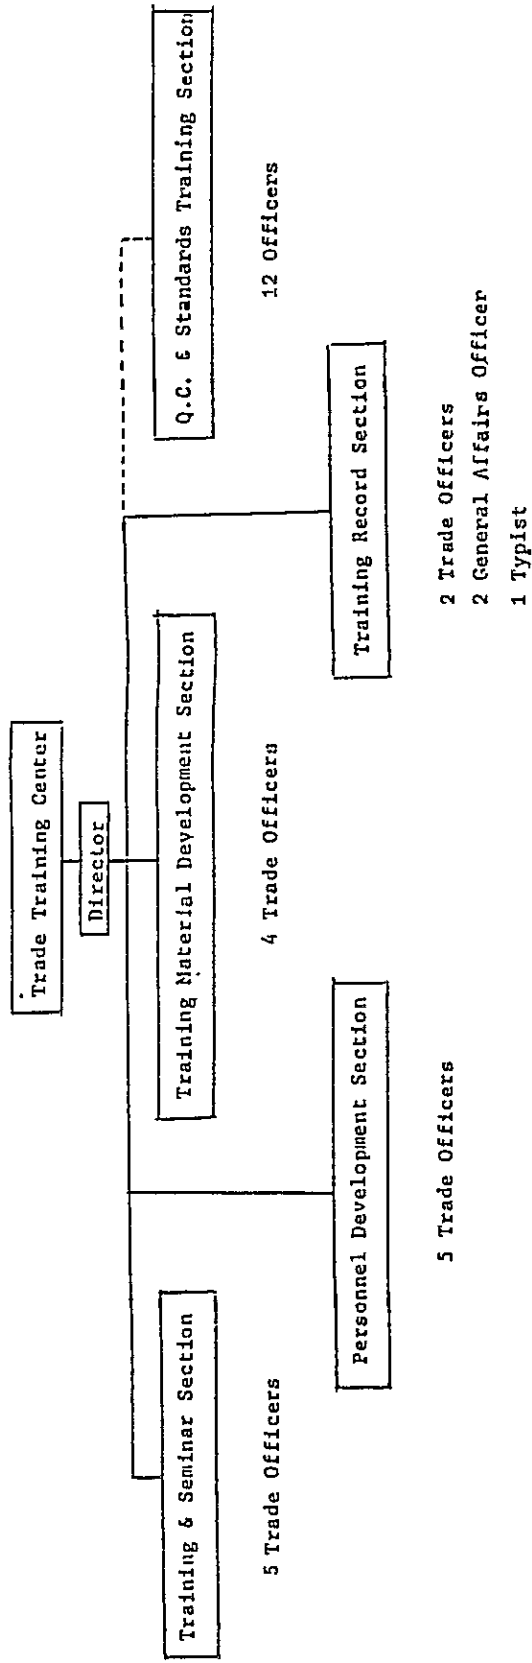 Trade Training Center
Director
Training & Seminar Section
Training Material Development Section
Q.C. & Standards Training Section
5 Trade Officers
4 Trade Officers
12 Officers
Personnel Development Section
Training Record Section
5 Trade Officers
2 Trade Officers
2 General Affairs Officer
1 Typist